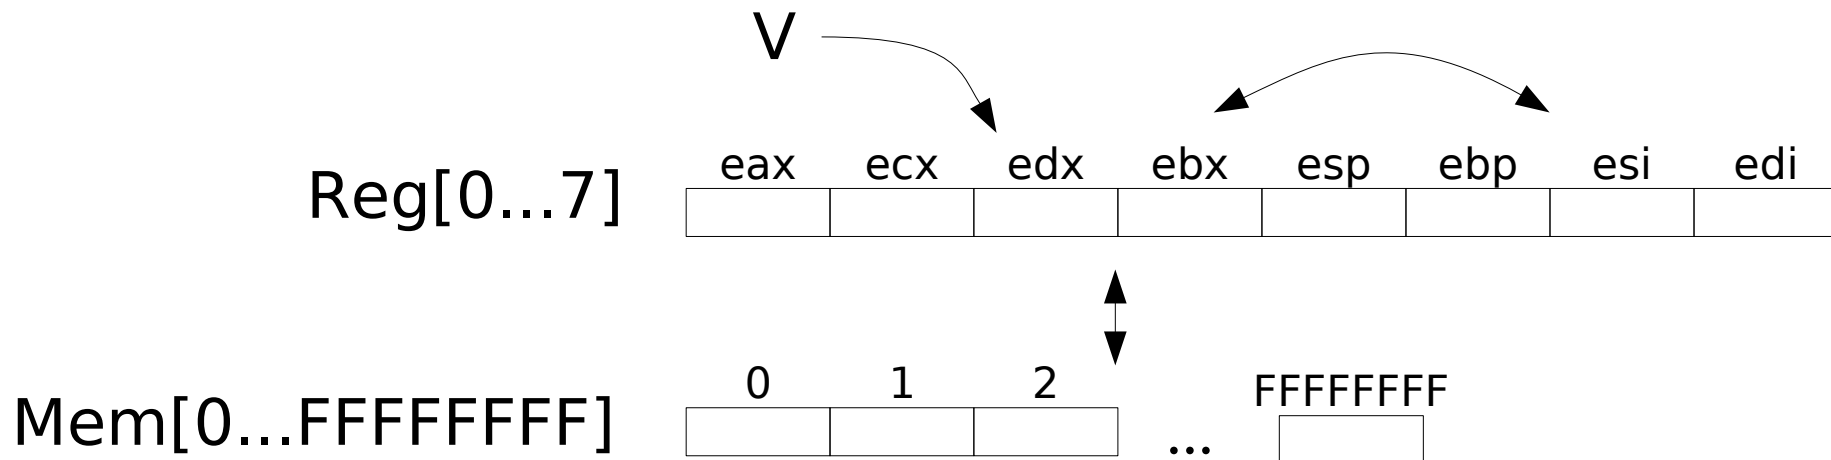 V
eax ecx edx ebx esp ebp esi edi
Reg[0...7]
0 1 2 FFFFFFFF
Mem[0...FFFFFFFF] ...